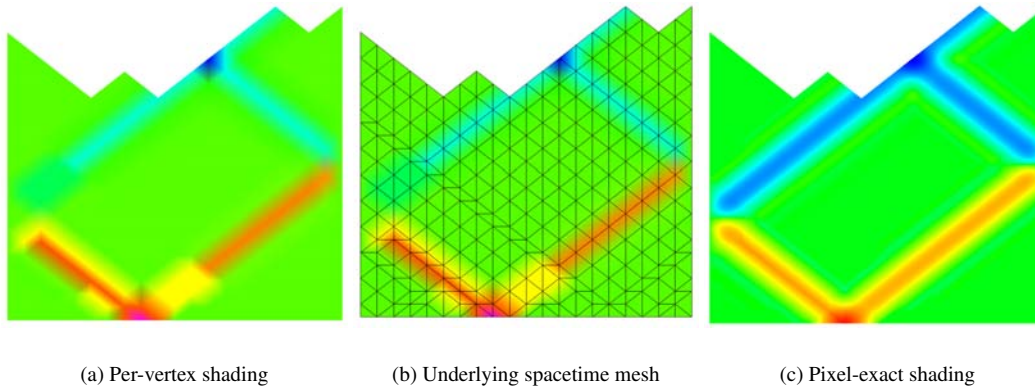 (a) Per-vertex shading
(b) Underlying spacetime mesh
(c) Pixel-exact shading